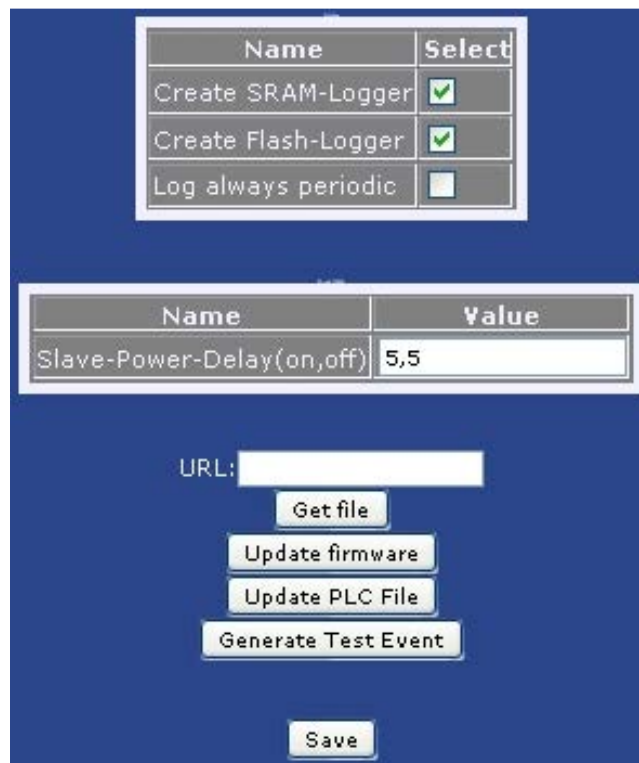 Name Select
Create SRAM-Logger
Create Flash-Logger
Log always periodic
Name Value
Slave-Power-Delay(on,off) 5,5
URL:
Get file
Update firmware
Update PLC File
Generate Test Event
Save